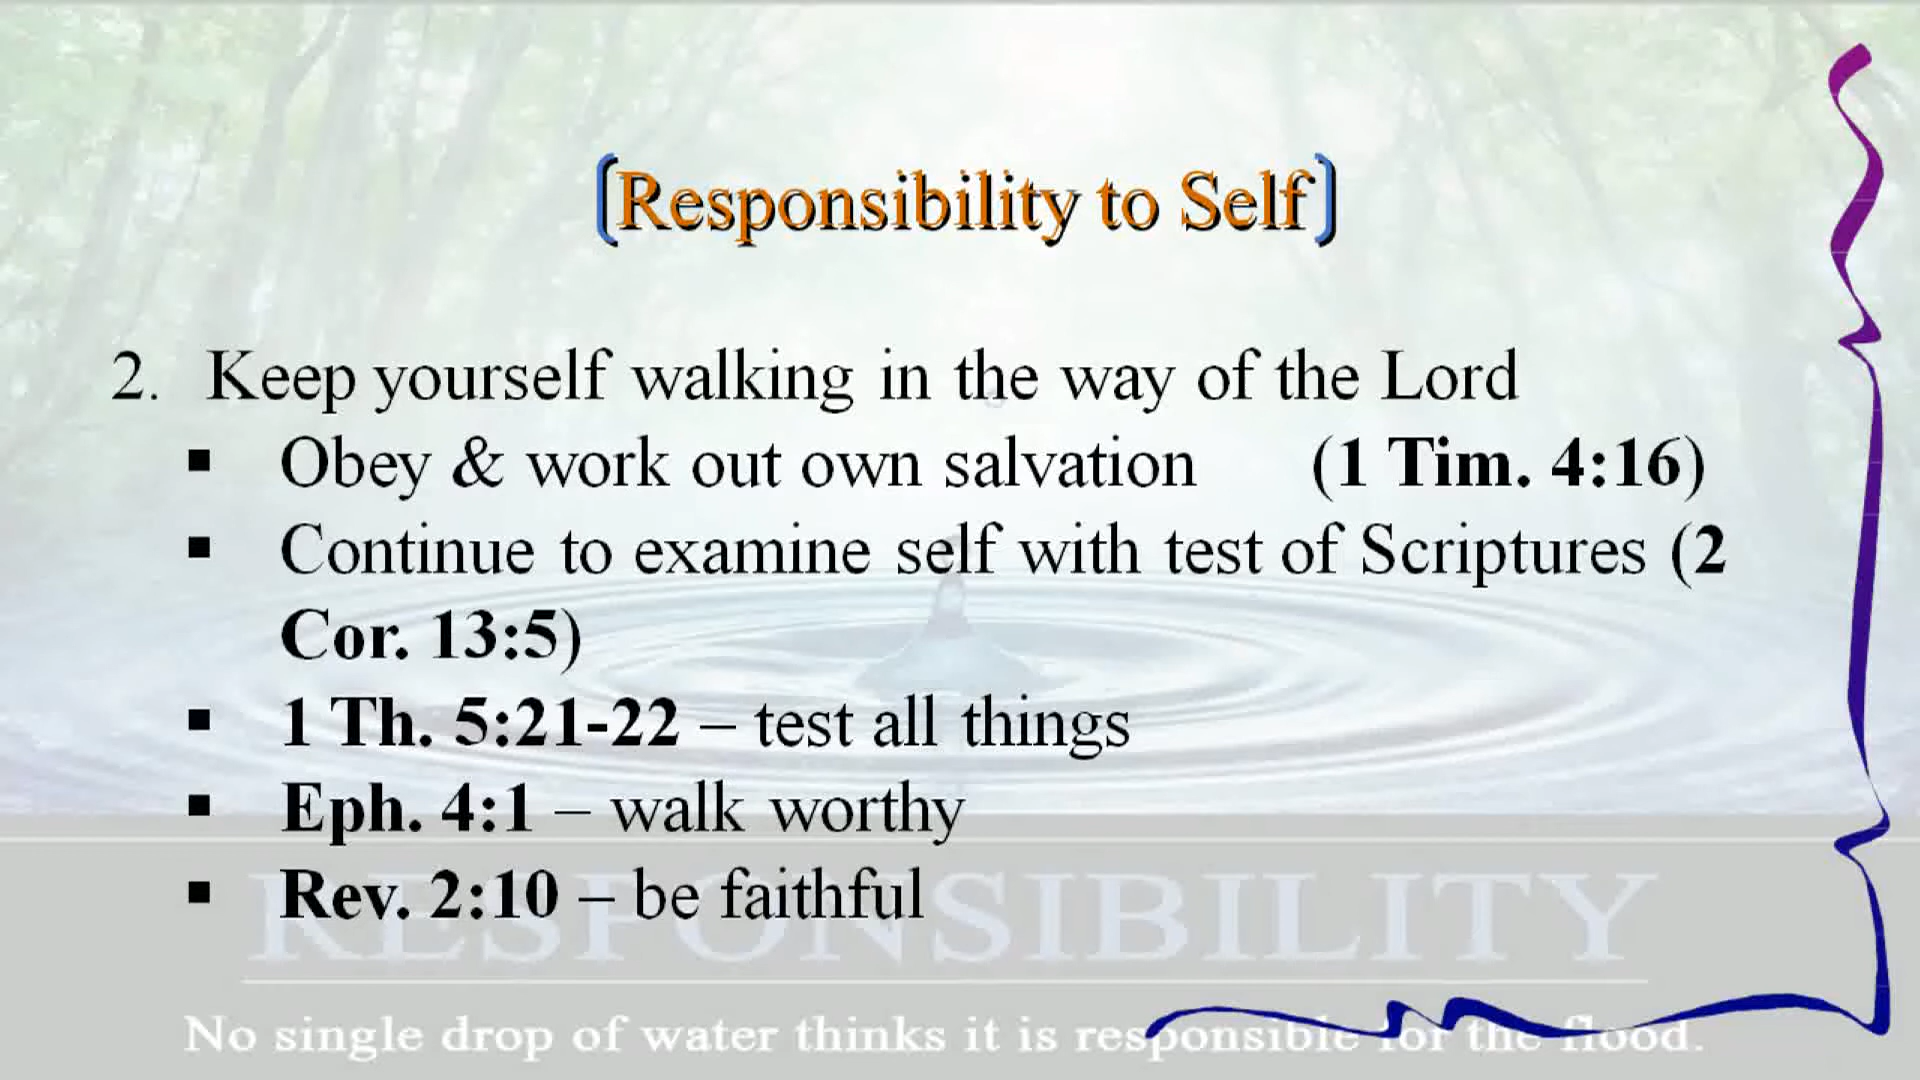 [Responsibility to Self]
2. Keep yourself walking in the way of the Lord
▪ Obey & work out own salvation (1 Tim. 4:16)
▪ Continue to examine self with test of Scriptures (2
Cor. 13:5)
▪ 1 Th. 5:21-22 – test all things
▪ Eph. 4:1 – walk worthy
▪ Rev. 2:10 – be faithful
RESPONSIBILITY
No single drop of water thinks it is responsible for the flood.